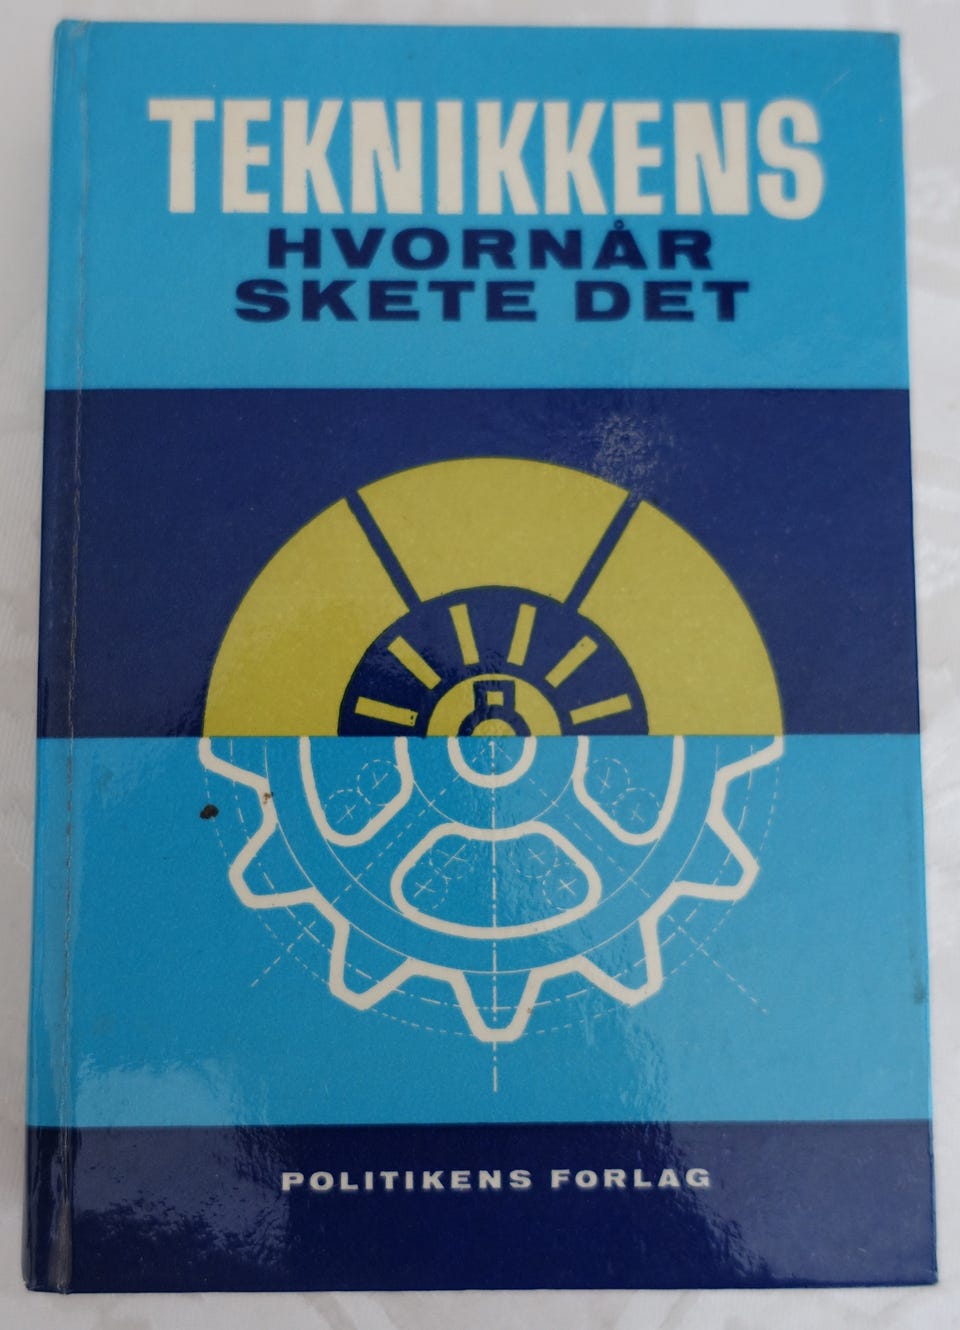 TEKNIKKENS
HVORNÅR
SKETE DET
POLITIKENS FORLAG